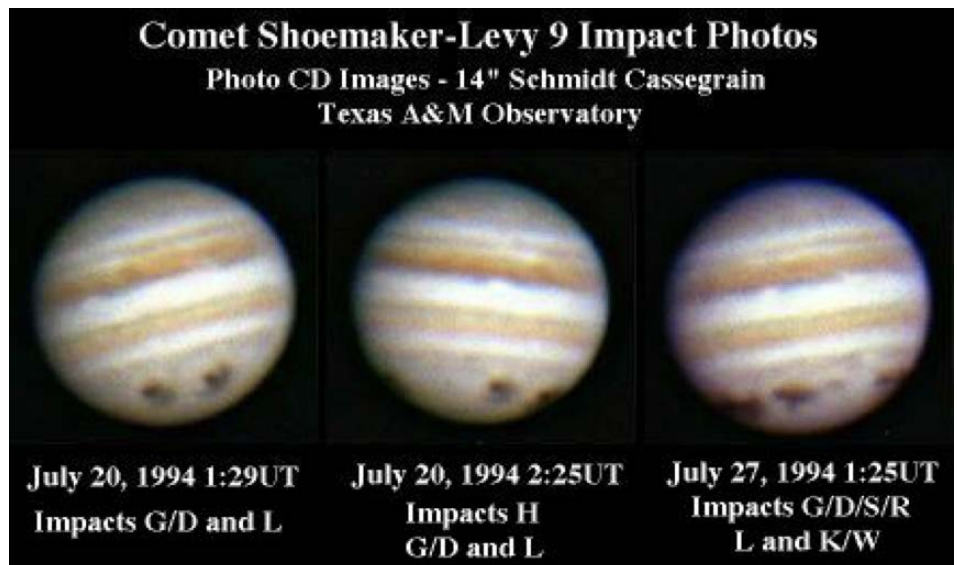 Comet Shoemaker-Levy 9 Impact Photos
Photo CD Images - 14" Schmidt Cassegrain
Texas A&M Observatory
July 20, 1994 1:29UT
Impacts G/D and L
July 20, 1994 2:25UT
Impacts H
G/D and L
July 27, 1994 1:25UT
Impacts G/D/S/R
L and K/W